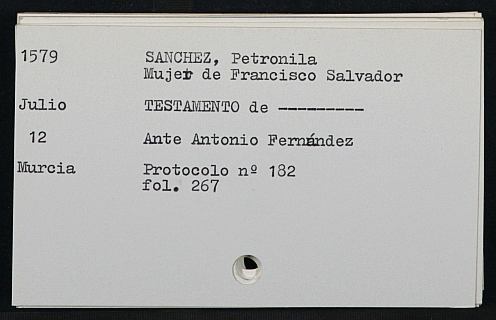 1579 SANCHEZ, Petronila
Mujer de Francisco Salvador
Julio TESTAMENTO de ---------
12 Ante Antonio Fernández
Murcia Protocolo nº 182
fol. 267